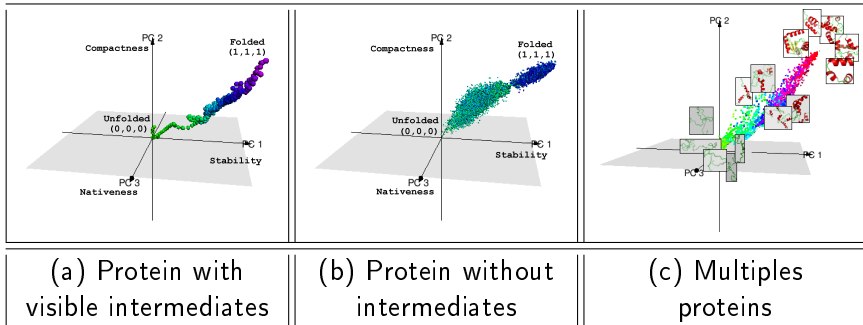 PC 2
Compactness
Folded
(1,1,1)
Unfolded
(0,0,0)
PC 1
Stability
PC 3
Nativeness
PC 2
Compactness
Folded
(1,1,1)
Unfolded
(0,0,0)
PC 1
Stability
PC 3
Nativeness
PC 2
PC 1
PC 3
(a) Protein with
visible intermediates
(b) Protein without
intermediates
(c) Multiples
proteins